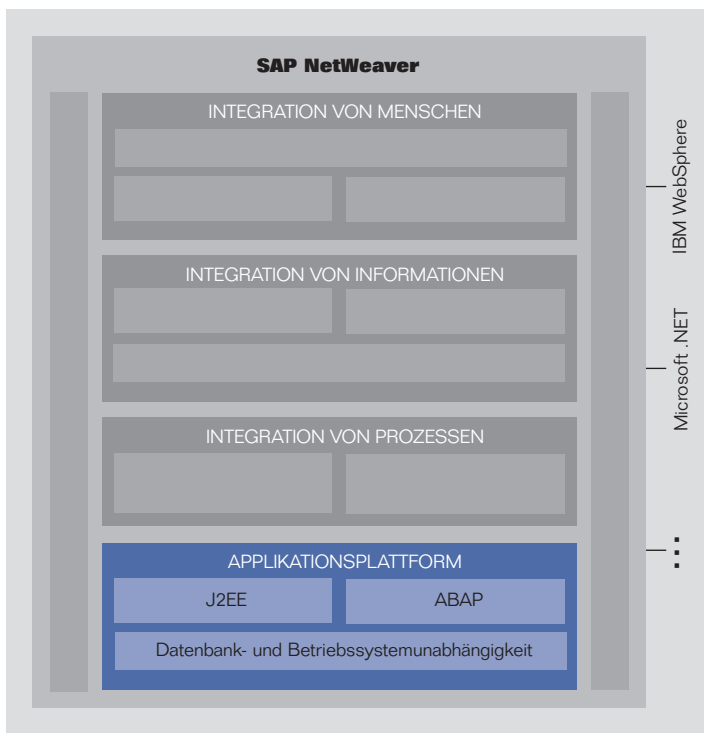 SAP NetWeaver
INTEGRATION VON MENSCHEN
INTEGRATION VON INFORMATIONEN
INTEGRATION VON PROZESSEN
APPLIKATIONSPLATTFORM
J2EE
ABAP
Datenbank- und Betriebssystemunabhängigkeit
IBM WebSphere
Microsoft .NET
...